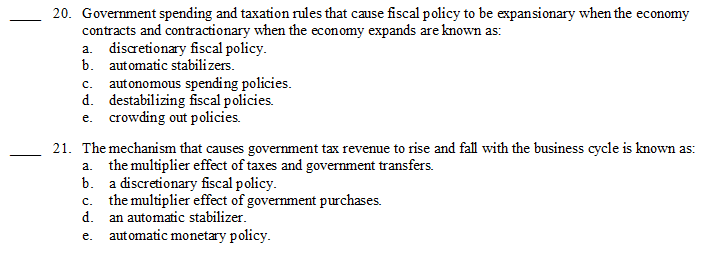 ____ 20. Government spending and taxation rules that cause fiscal policy to be expansionary when the economy
contracts and contractionary when the economy expands are known as:
a. discretionary fiscal policy.
b. automatic stabilizers.
c. autonomous spending policies.
d. destabilizing fiscal policies.
e. crowding out policies.
____ 21. The mechanism that causes government tax revenue to rise and fall with the business cycle is known as:
a. the multiplier effect of taxes and government transfers.
b. a discretionary fiscal policy.
c. the multiplier effect of government purchases.
d. an automatic stabilizer.
e. automatic monetary policy.